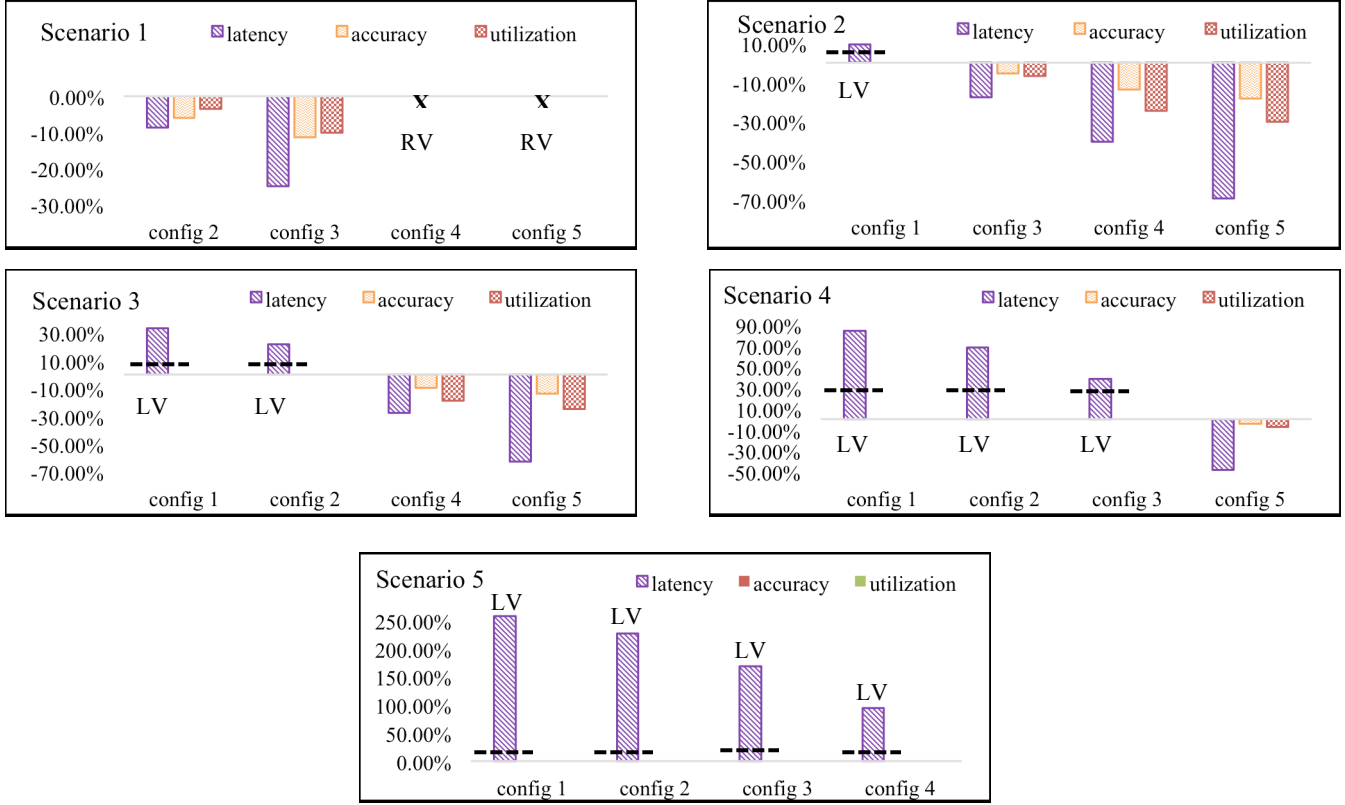 Scenario 1
latency accuracy utilization
0.00%
-10.00%
-20.00%
-30.00%
x x
RV RV
config 2 config 3 config 4 config 5
Scenario 2
latency accuracy utilization
10.00%
-10.00%
-30.00%
-50.00%
-70.00%
LV
config 1 config 3 config 4 config 5
Scenario 3
latency accuracy utilization
30.00%
10.00%
-10.00%
-30.00%
-50.00%
-70.00%
LV LV
config 1 config 2 config 4 config 5
Scenario 4
latency accuracy utilization
90.00%
70.00%
50.00%
30.00%
10.00%
-10.00%
-30.00%
-50.00%
LV LV LV
config 1 config 2 config 3 config 5
Scenario 5
latency accuracy utilization
250.00%
200.00%
150.00%
100.00%
50.00%
0.00%
LV LV LV LV
config 1 config 2 config 3 config 4